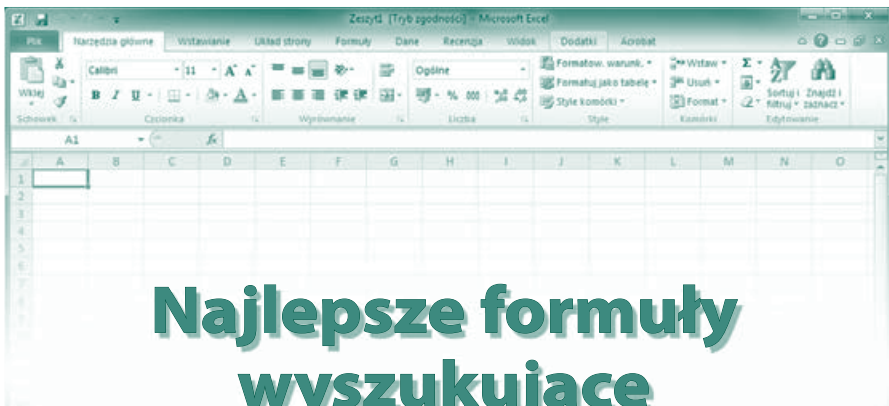 Zeszyt1 [Tryb zgodności] - Microsoft Excel
Plik Narzędzia główne Wstawianie Układ strony Formuły Dane Recenzja Widok Dodatki Acrobat
Wklej Calibri 11 A A Ogólne Formatow. warunk. Wstaw Σ
B I U A % 000 Formatuj jako tabelę Usuń Sortuj i Znajdź i
Style komórki Format filtruj zaznacz
Schowek Czcionka Wyrównanie Liczba Style Komórki Edytowanie
A1 fx
A B C D E F G H I J K L M N O
1
2
3
4
5
6
7
Najlepsze formuły
wyszukujące